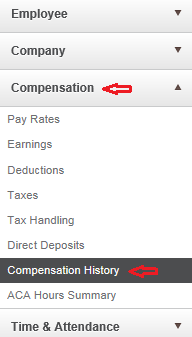 Employee
Company
Compensation
Pay Rates
Earnings
Deductions
Taxes
Tax Handling
Direct Deposits
Compensation History
ACA Hours Summary
Time & Attendance